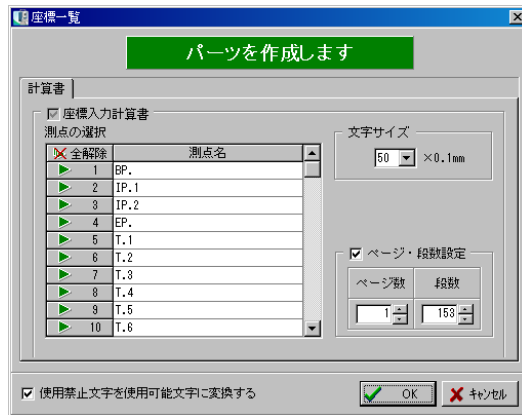 座標一覧
パーツを作成します
計算書
座標入力計算書
測点の選択
全解除 測点名
1 BP.
2 IP.1
3 IP.2
4 EP.
5 T.1
6 T.2
7 T.3
8 T.4
9 T.5
10 T.6
文字サイズ
50 ×0.1mm
ページ・段数設定
ページ数 段数
1 153
使用禁止文字を使用可能文字に変換する
OK キャンセル